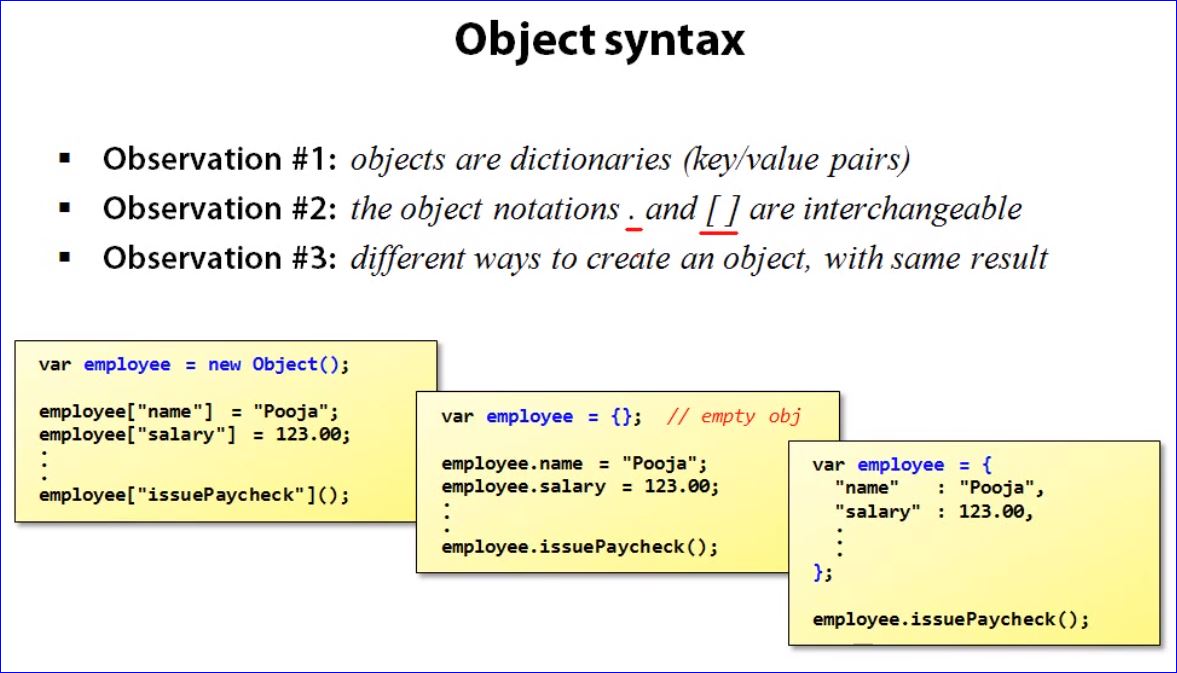 Object syntax
▪ Observation #1: objects are dictionaries (key/value pairs)
▪ Observation #2: the object notations . and [ ] are interchangeable
▪ Observation #3: different ways to create an object, with same result
var employee = new Object();
employee["name"] = "Pooja";
employee["salary"] = 123.00;
:
employee["issuePaycheck"]();
var employee = {}; // empty obj
employee.name = "Pooja";
employee.salary = 123.00;
:
employee.issuePaycheck();
var employee = {
"name" : "Pooja",
"salary" : 123.00,
:
};
employee.issuePaycheck();